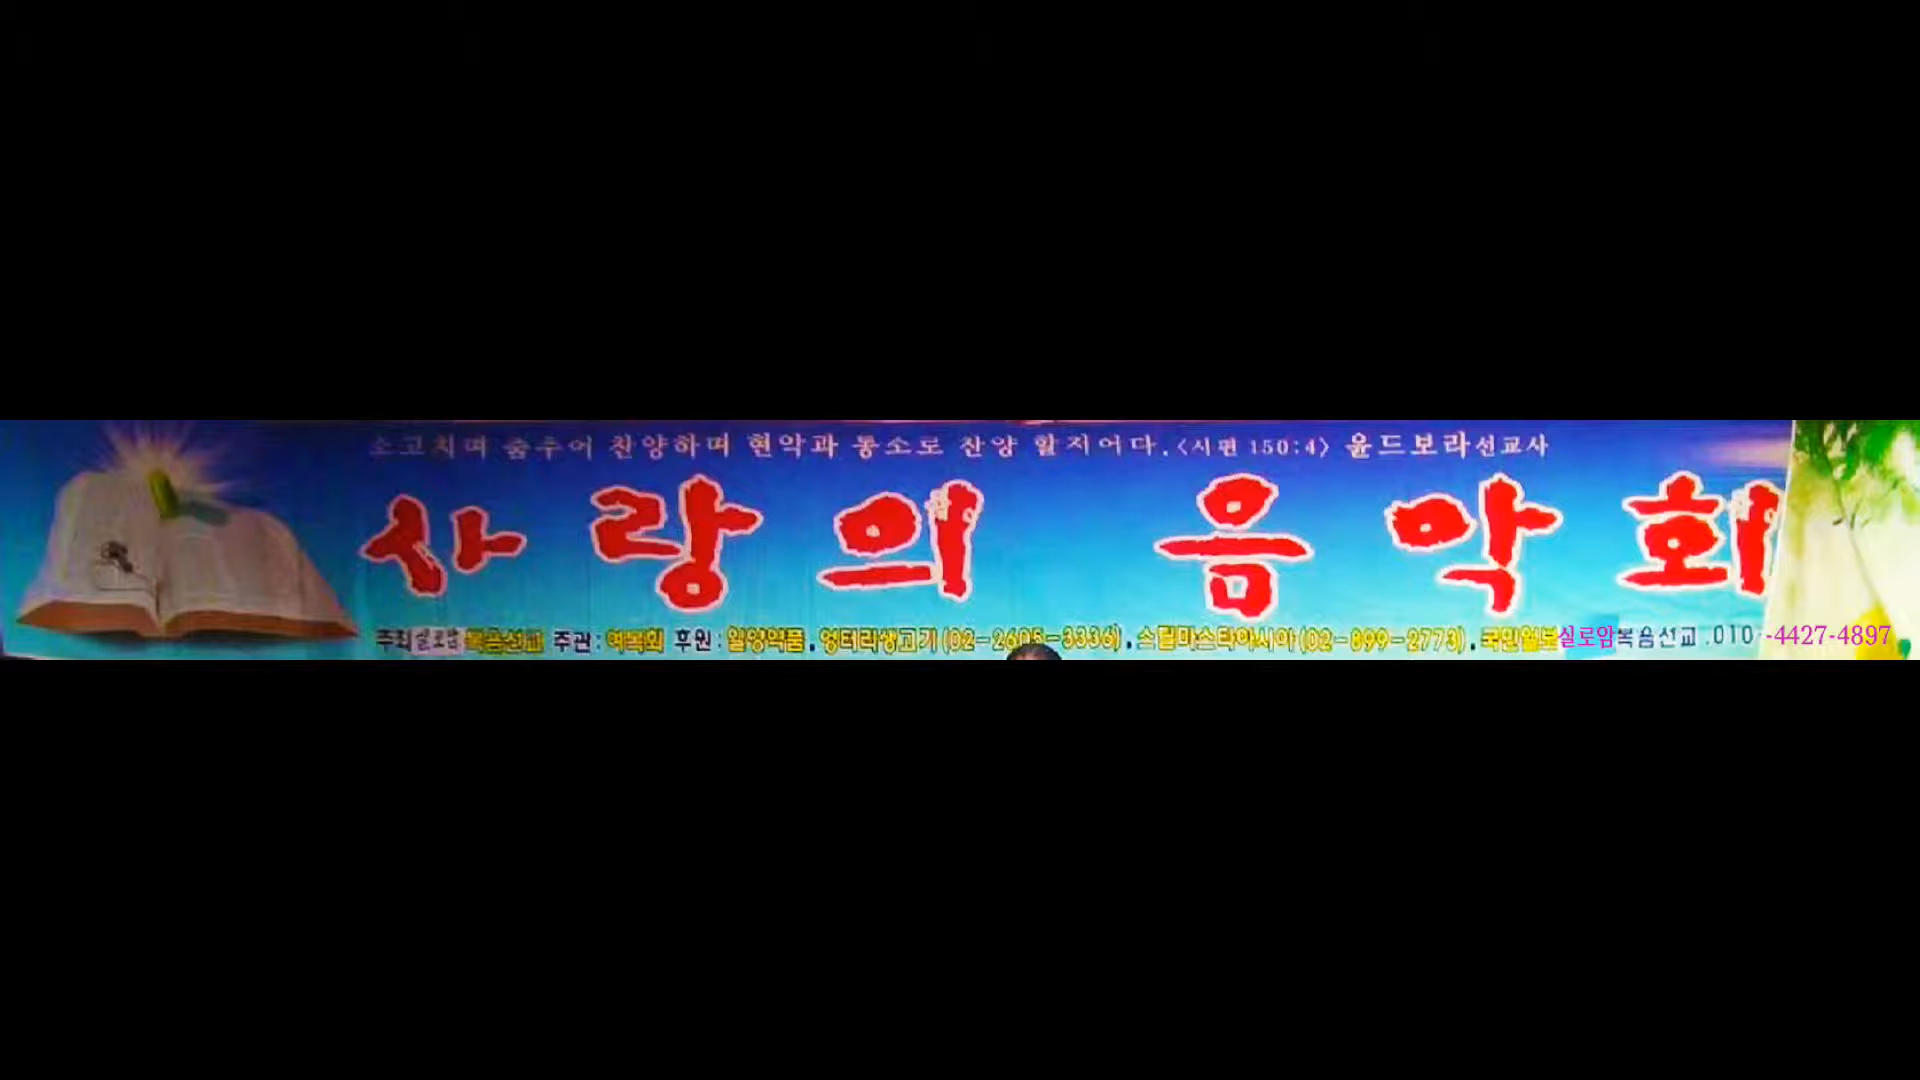 소고치며 춤추어 찬양하며 현악과 통소로 찬양 할지어다.<시편 150:4> 윤드보라선교사
사랑의 음악회
주최 실로암 복음선교 주관 : 역목회 후원 : 일양약품. 엉터리생고기(02-2605-3336). 스틸마스타아시아(02-899-2773). 국민일보실로암복음선교.010-4427-4897